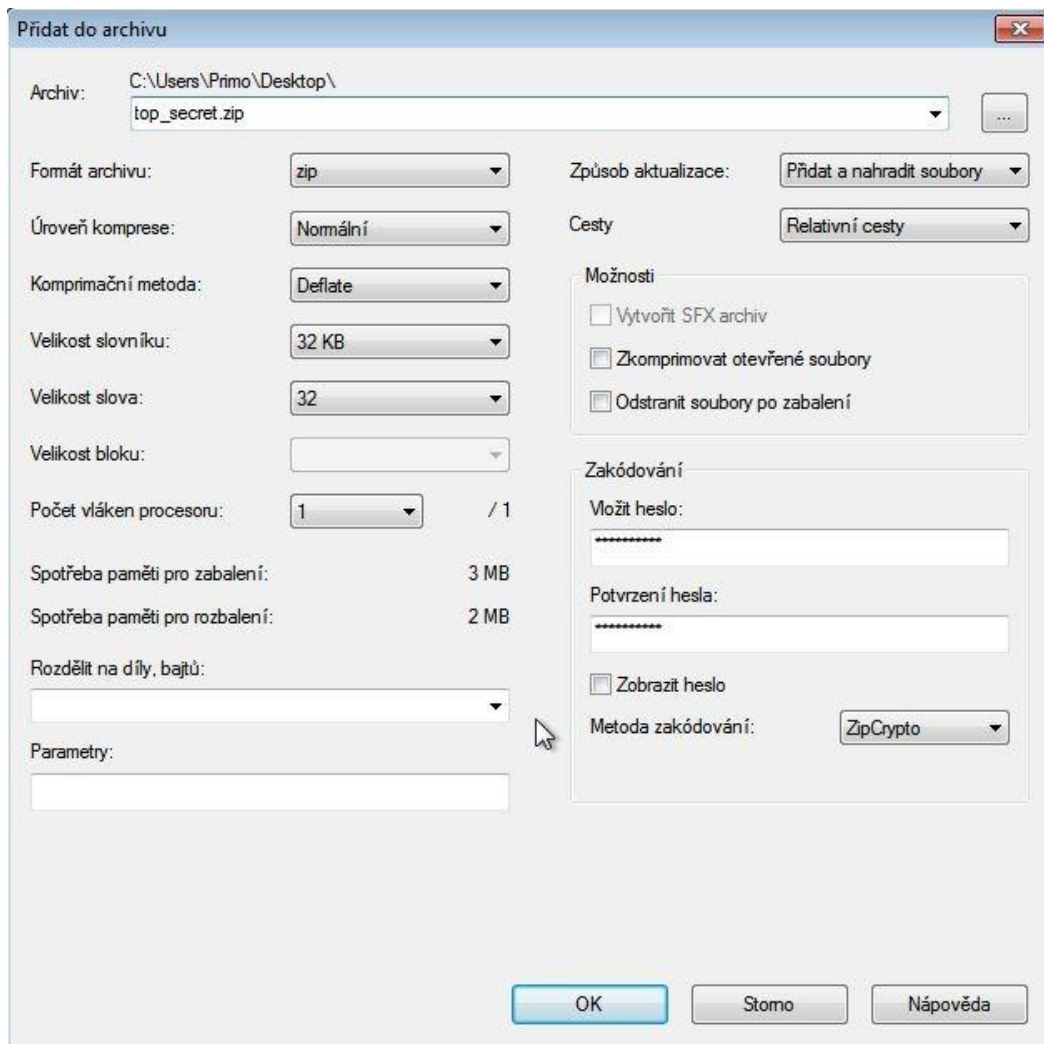 Přidat do archivu
Archiv:
C:\Users\Primo\Desktop\
top_secret.zip
...
Formát archivu: zip
Úroveň komprese: Normální
Komprimační metoda: Deflate
Velikost slovníku: 32 KB
Velikost slova: 32
Velikost bloku:
Počet vláken procesoru: 1 / 1
Spotřeba paměti pro zabalení: 3 MB
Spotřeba paměti pro rozbalení: 2 MB
Rozdělit na díly, bajtů:
Parametry:
Způsob aktualizace: Přidat a nahradit soubory
Cesty Relativní cesty
Možnosti
Vytvořit SFX archiv
Zkomprimovat otevřené soubory
Odstranit soubory po zabalení
Zakódování
Vložit heslo:
**********
Potvrzení hesla:
**********
Zobrazit heslo
Metoda zakódování: ZipCrypto
OK Storno Nápověda